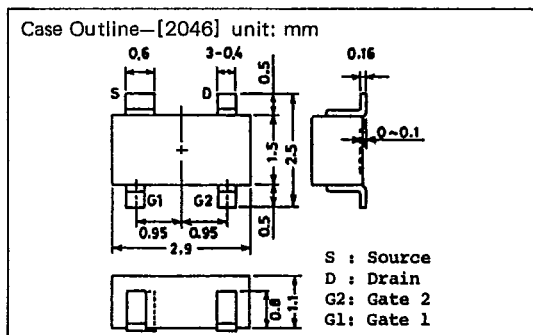 Case Outline—[2046] unit: mm
0.6
3-0.4
0.16
S
D
0.5
0~0.1
1.5
2.5
G1
G2
0.5
0.95
0.95
2.9
S : Source
D : Drain
G2: Gate 2
G1: Gate 1
0.8
1.1